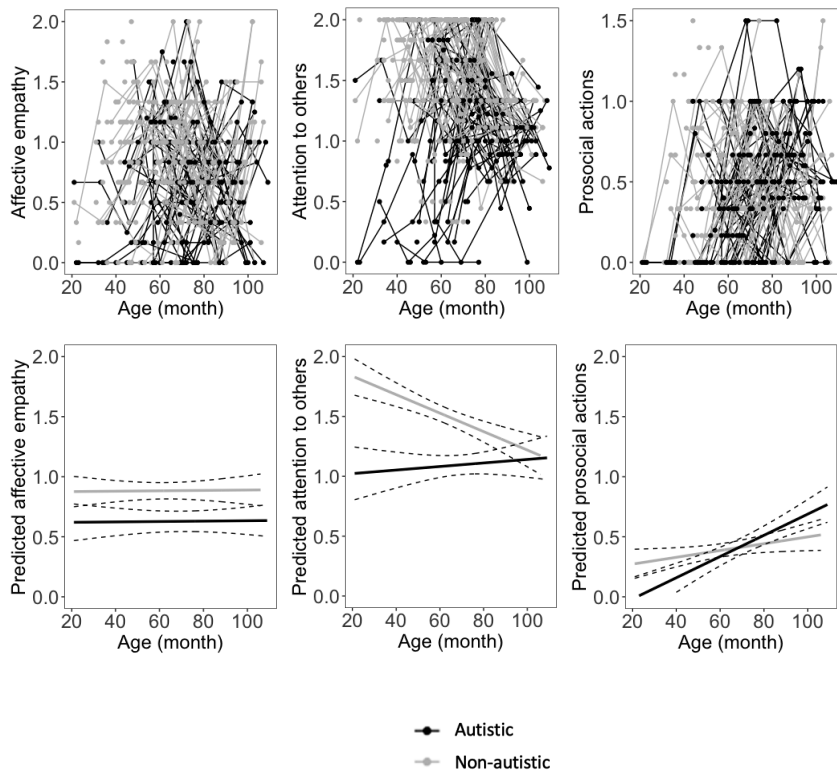 Affective empathy
2.0
1.5
1.0
0.5
0.0
20 40 60 80 100
Age (month)
Attention to others
2.0
1.5
1.0
0.5
0.0
20 40 60 80 100
Age (month)
Prosocial actions
1.5
1.0
0.5
0.0
20 40 60 80 100
Age (month)
Predicted affective empathy
2.0
1.5
1.0
0.5
0.0
20 40 60 80 100
Age (month)
Predicted attention to others
2.0
1.5
1.0
0.5
0.0
20 40 60 80 100
Age (month)
Predicted prosocial actions
2.0
1.5
1.0
0.5
0.0
20 40 60 80 100
Age (month)
Autistic
Non-autistic